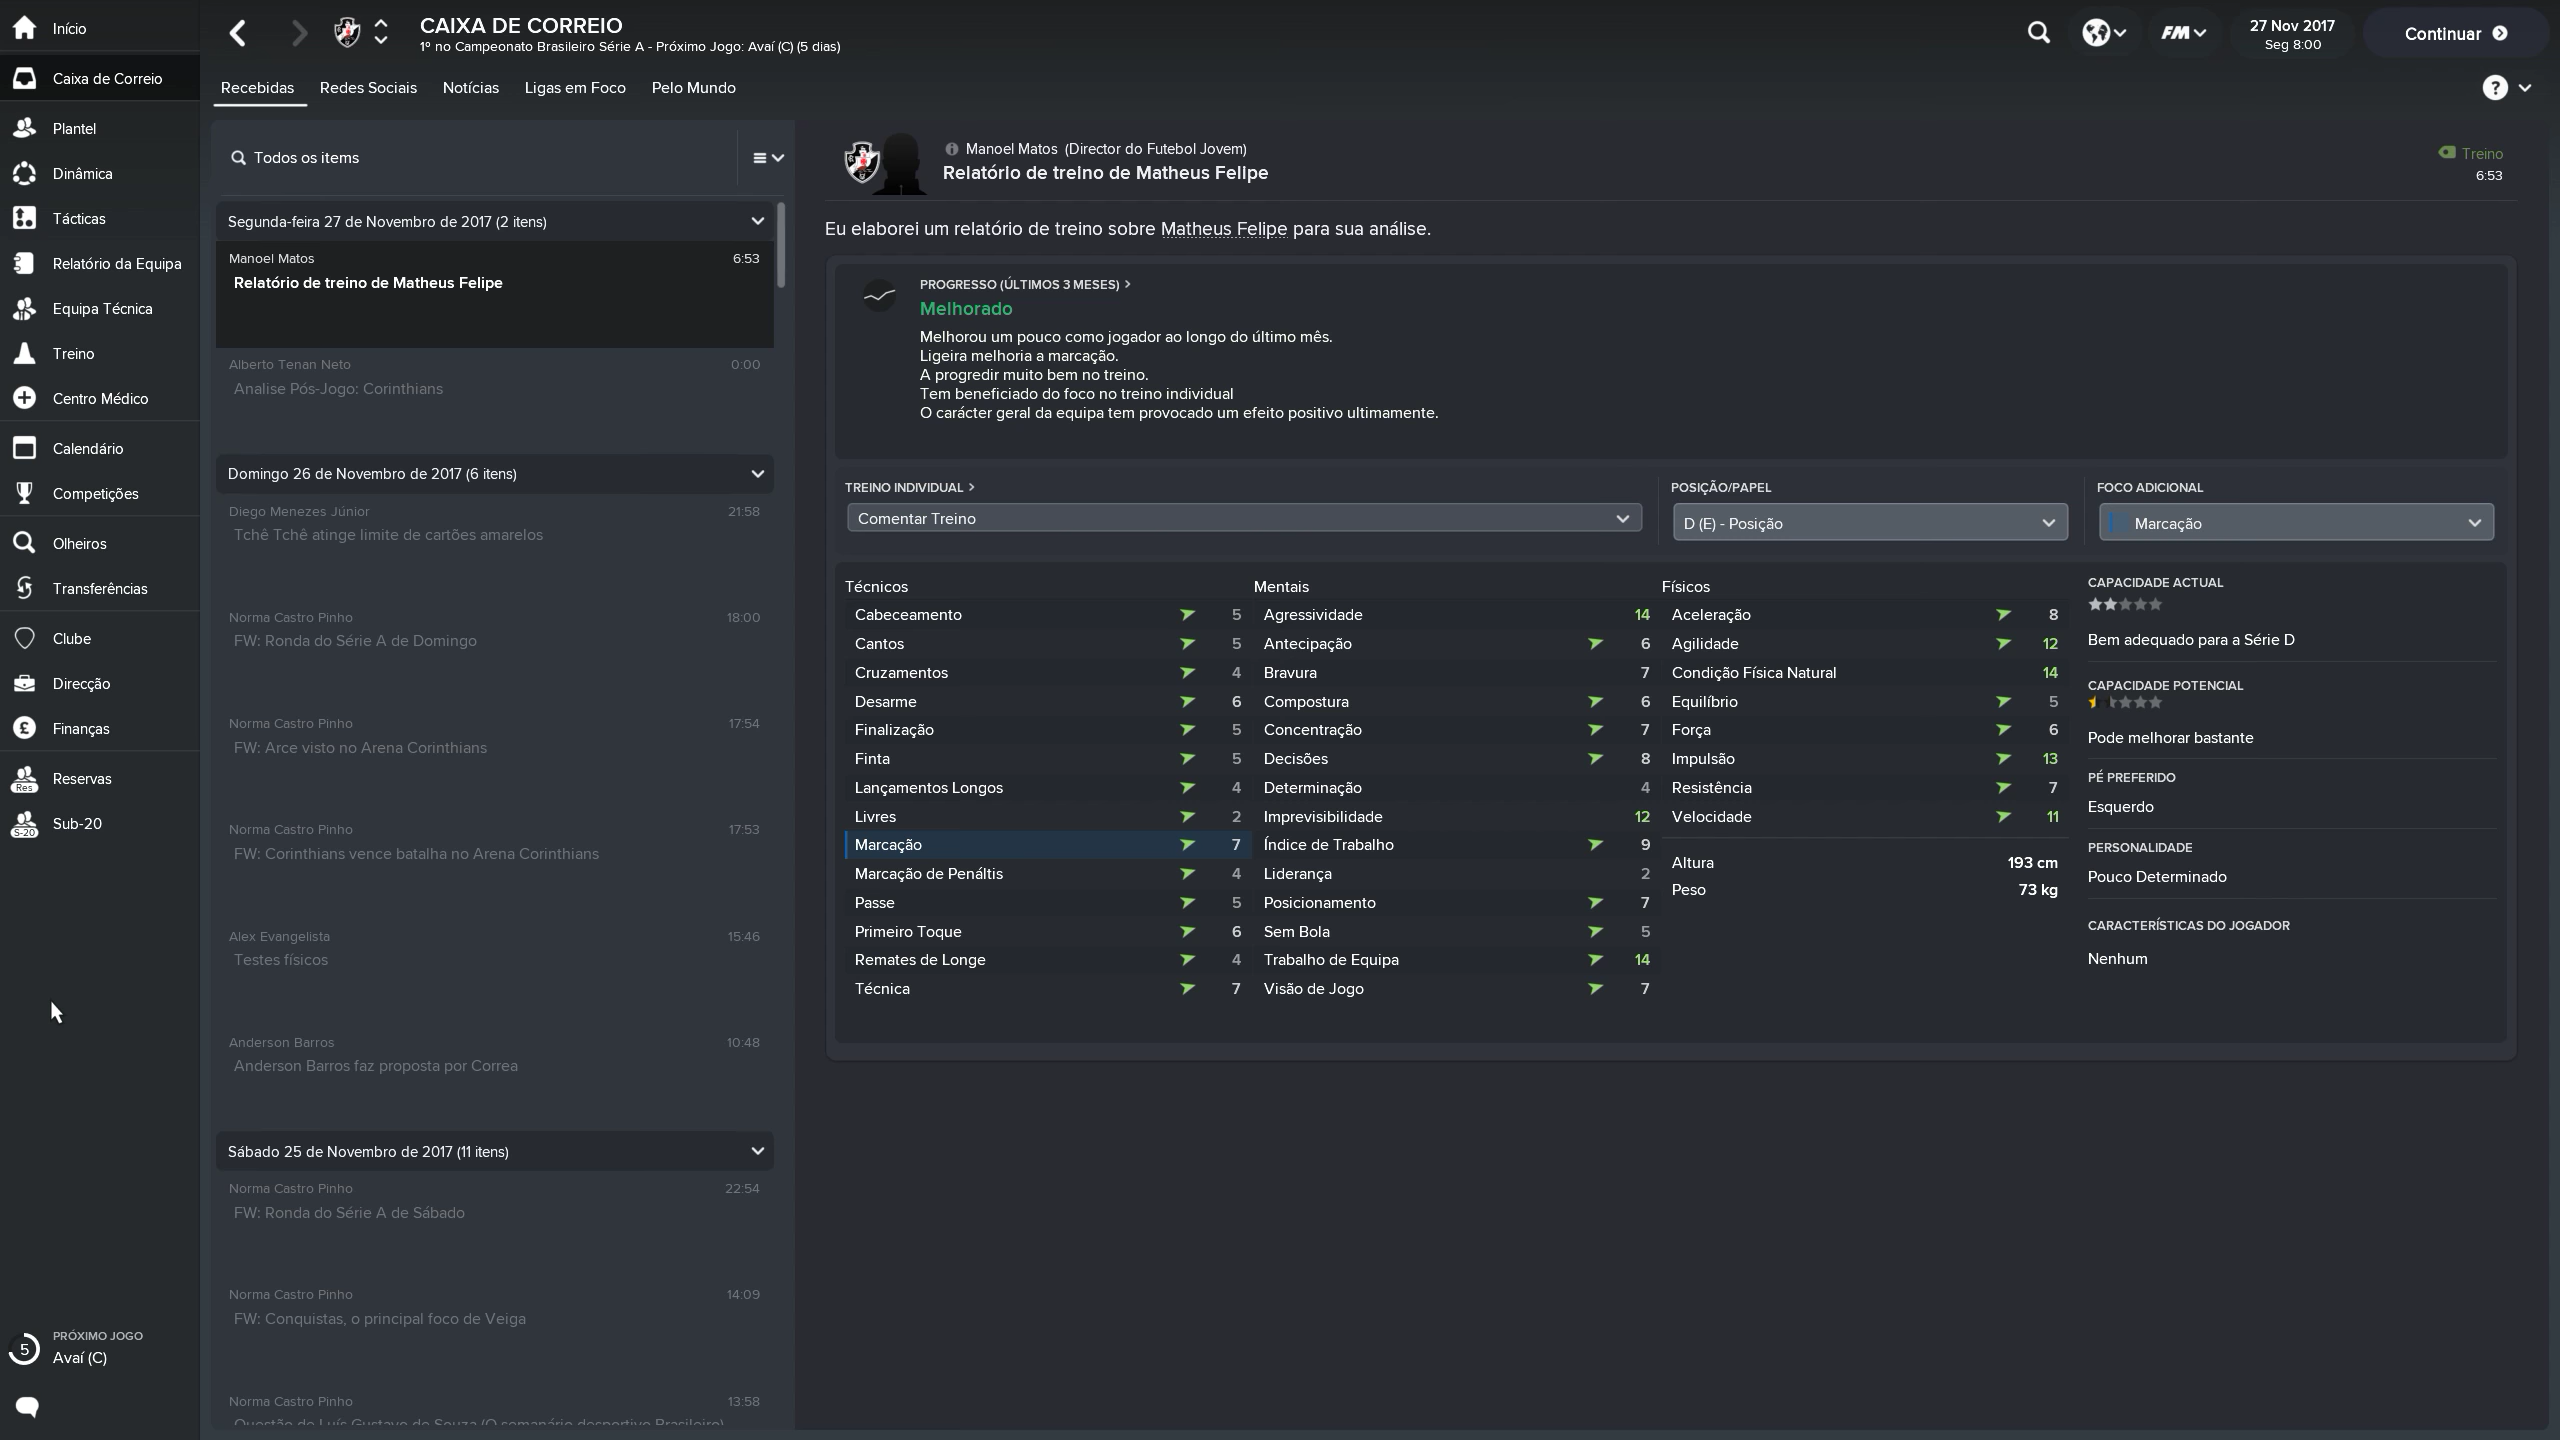 Início
Caixa de Correio
Plantel
Dinâmica
Tácticas
Relatório da Equipa
Equipa Técnica
Treino
Centro Médico
Calendário
Competições
Olheiros
Transferências
Clube
Direcção
Finanças
Res
Reservas
S-20
Sub-20
PRÓXIMO JOGO
5
Avaí (C)
CAIXA DE CORREIO
1º no Campeonato Brasileiro Série A - Próximo Jogo: Avaí (C) (5 dias)
FM
27 Nov 2017
Seg 8:00
Continuar
Recebidas Redes Sociais Notícias Ligas em Foco Pelo Mundo
?
Todos os items
Segunda-feira 27 de Novembro de 2017 (2 itens)
Manoel Matos 6:53
Relatório de treino de Matheus Felipe
Alberto Tenan Neto 0:00
Analise Pós-Jogo: Corinthians
Domingo 26 de Novembro de 2017 (6 itens)
Diego Menezes Júnior 21:58
Tchê Tchê atinge limite de cartões amarelos
Norma Castro Pinho 18:00
FW: Ronda do Série A de Domingo
Norma Castro Pinho 17:54
FW: Arce visto no Arena Corinthians
Norma Castro Pinho 17:53
FW: Corinthians vence batalha no Arena Corinthians
Alex Evangelista 15:46
Testes físicos
Anderson Barros 10:48
Anderson Barros faz proposta por Correa
Sábado 25 de Novembro de 2017 (11 itens)
Norma Castro Pinho 22:54
FW: Ronda do Série A de Sábado
Norma Castro Pinho 14:09
FW: Conquistas, o principal foco de Veiga
Norma Castro Pinho 13:58
Questão de Luís Gustavo de Souza (O semanário desportivo Brasileiro)
Manoel Matos (Director do Futebol Jovem)
Relatório de treino de Matheus Felipe
Treino
6:53
Eu elaborei um relatório de treino sobre Matheus Felipe para sua análise.
PROGRESSO (ÚLTIMOS 3 MESES)
Melhorado
Melhorou um pouco como jogador ao longo do último mês.
Ligeira melhoria a marcação.
A progredir muito bem no treino.
Tem beneficiado do foco no treino individual
O carácter geral da equipa tem provocado um efeito positivo ultimamente.
TREINO INDIVIDUAL
Comentar Treino
POSIÇÃO/PAPEL
D (E) - Posição
FOCO ADICIONAL
Marcação
Técnicos
Cabeceamento 5
Cantos 5
Cruzamentos 4
Desarme 6
Finalização 5
Finta 5
Lançamentos Longos 4
Livres 2
Marcação 7
Marcação de Penáltis 4
Passe 5
Primeiro Toque 6
Remates de Longe 4
Técnica 7
Mentais
Agressividade 14
Antecipação 6
Bravura 7
Compostura 6
Concentração 7
Decisões 8
Determinação 4
Imprevisibilidade 12
Índice de Trabalho 9
Liderança 2
Posicionamento 7
Sem Bola 5
Trabalho de Equipa 14
Visão de Jogo 7
Físicos
Aceleração 8
Agilidade 12
Condição Física Natural 14
Equilíbrio 5
Força 6
Impulsão 13
Resistência 7
Velocidade 11
Altura 193 cm
Peso 73 kg
CAPACIDADE ACTUAL
Bem adequado para a Série D
CAPACIDADE POTENCIAL
Pode melhorar bastante
PÉ PREFERIDO
Esquerdo
PERSONALIDADE
Pouco Determinado
CARACTERÍSTICAS DO JOGADOR
Nenhum